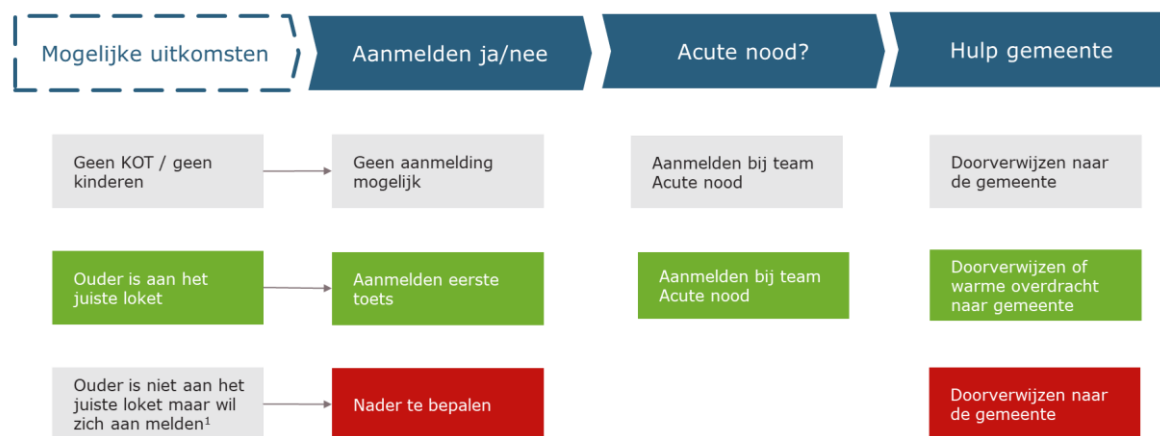 Mogelijke uitkomsten
Aanmelden ja/nee
Acute nood?
Hulp gemeente
Geen KOT / geen
kinderen
Geen aanmelding
mogelijk
Aanmelden bij team
Acute nood
Doorverwijzen naar
de gemeente
Ouder is aan het
juiste loket
Aanmelden eerste
toets
Aanmelden bij team
Acute nood
Doorverwijzen of
warme overdracht
naar gemeente
Ouder is niet aan het
juiste loket maar wil
zich aan melden¹
Nader te bepalen
Doorverwijzen naar
de gemeente